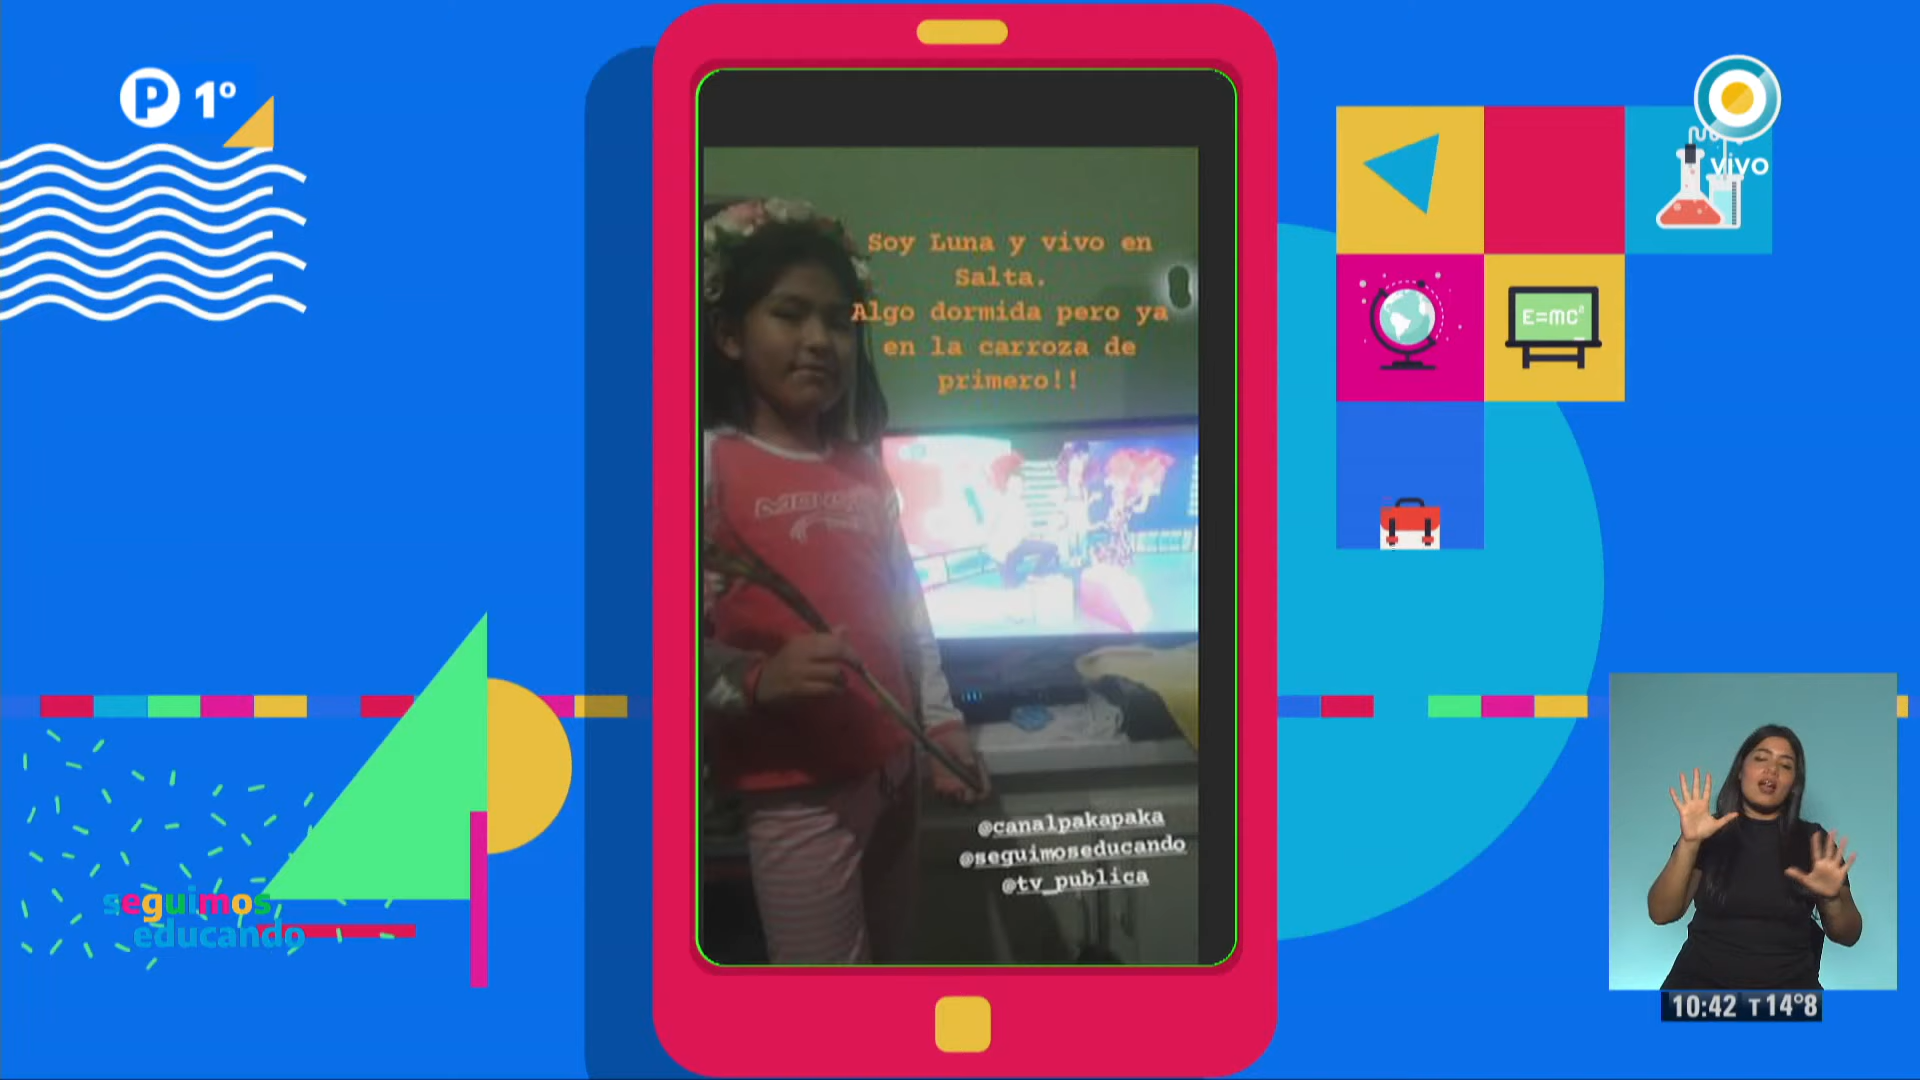 P 1º
vivo
Soy Luna y vivo en
Salta.
Algo dormida pero ya
en la carroza de
primero!!
E=MC²
@canalpakapaka
@seguimoseducando
@tv_publica
seguimos
educando
10:42 T 14°8